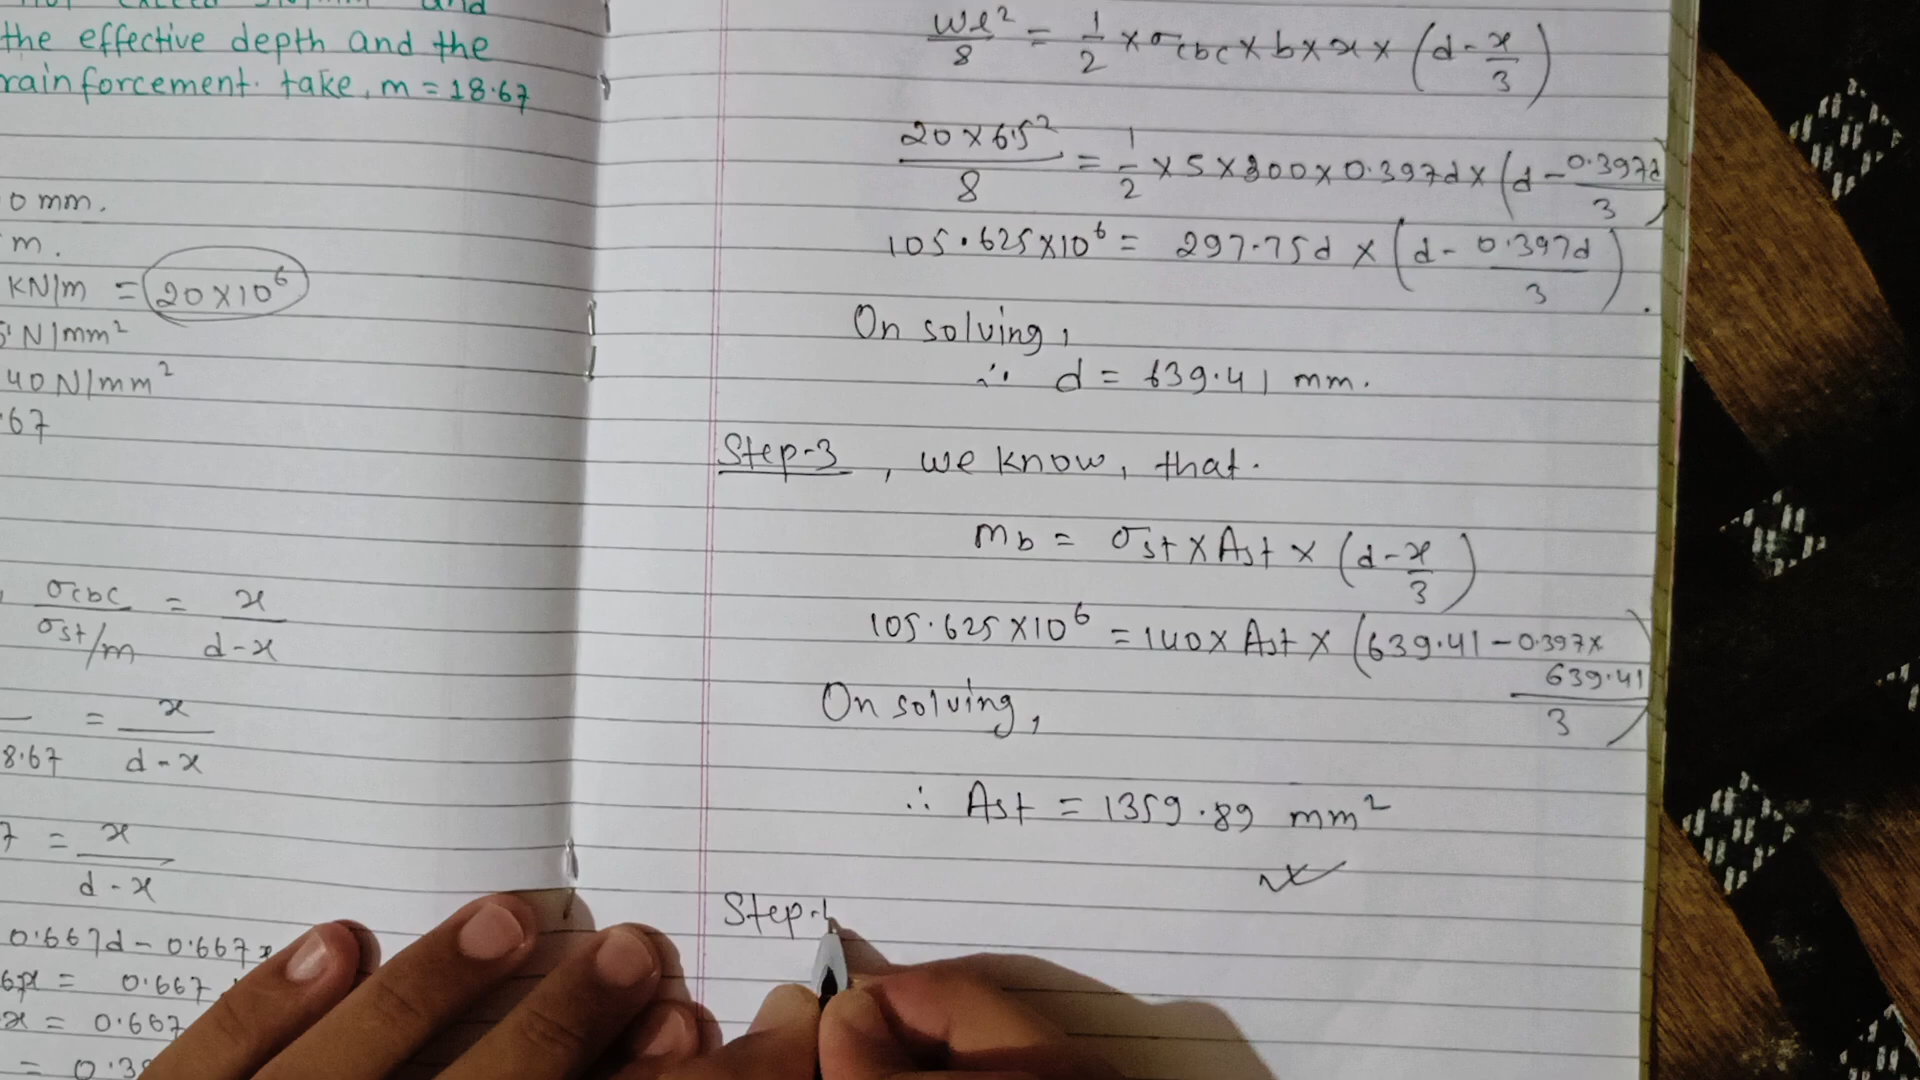 the effective depth and the
rainforcement. take, m = 18.67
0 mm.
m.
KN/m = 20×10⁶
N/mm²
40 N/mm²
.67
σcbc / σst/m = x / d-x
8.67 = x / d-x
7 = x / d-x
0.667d - 0.667x
= 0.667
x = 0.667
wl²/8 = 1/2 × σcbc × b × x × (d - x/3)
20×6.5²/8 = 1/2 × 5 × 300 × 0.397d × (d - 0.397d/3)
105.625×10⁶ = 297.75d × (d - 0.397d/3).
On solving,
∴ d = 639.41 mm.
Step-3, we know, that.
Mb = σst × Ast × (d - x/3)
105.625×10⁶ = 140 × Ast × (639.41 - 0.397× 639.41/3)
On solving,
∴ Ast = 1359.89 mm²
Step-